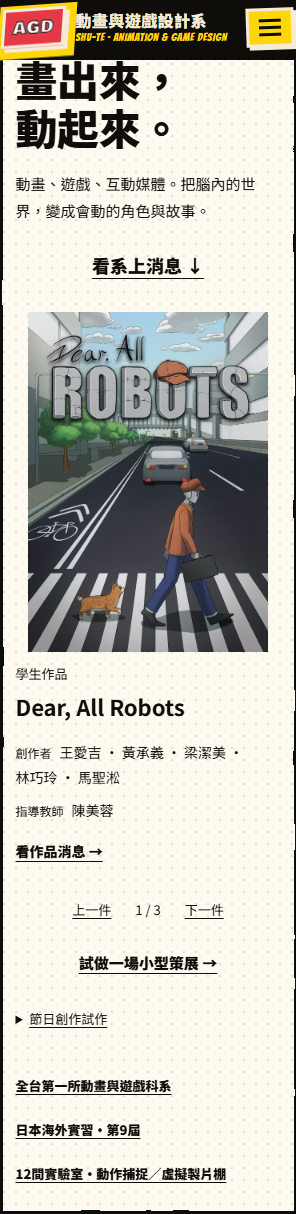 AGD
動畫與遊戲設計系
SHU-TE · ANIMATION & GAME DESIGN
畫出來，
動起來。
動畫、遊戲、互動媒體。把腦內的世
界，變成會動的角色與故事。
看系上消息 ↓
Dear, All
ROBOTS
學生作品
Dear, All Robots
創作者 王愛吉 · 黃承義 · 梁潔美 ·
林巧玲 · 馬聖淞
指導教師 陳美蓉
看作品消息 →
上一件 1 / 3 下一件
試做一場小型策展 →
▶ 節日創作試作
全台第一所動畫與遊戲科系
日本海外實習·第9屆
12間實驗室·動作捕捉／虛擬製片棚